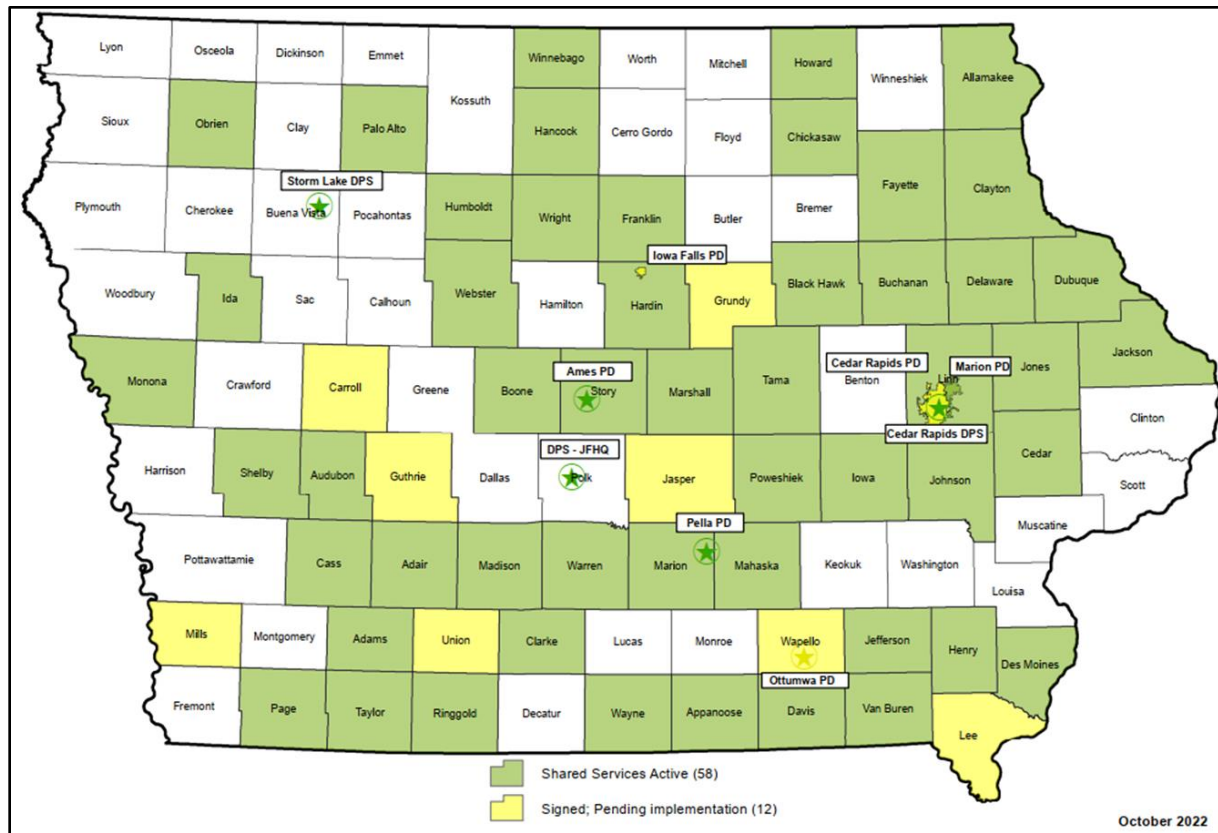 Lyon
Osceola
Dickinson
Emmet
Kossuth
Winnebago
Worth
Mitchell
Howard
Winneshiek
Allamakee
Sioux
Obrien
Clay
Palo Alto
Hancock
Cerro Gordo
Floyd
Chickasaw
Fayette
Clayton
Storm Lake DPS
Plymouth
Cherokee
Buena Vista
Pocahontas
Humboldt
Wright
Franklin
Butler
Bremer
Iowa Falls PD
Woodbury
Ida
Sac
Calhoun
Webster
Hamilton
Hardin
Grundy
Black Hawk
Buchanan
Delaware
Dubuque
Monona
Crawford
Carroll
Greene
Boone
Ames PD
Story
Marshall
Tama
Cedar Rapids PD
Benton
Marion PD
Linn
Jones
Jackson
Cedar Rapids DPS
Clinton
Harrison
Shelby
Audubon
Guthrie
Dallas
DPS - JFHQ
Polk
Jasper
Poweshiek
Iowa
Johnson
Cedar
Scott
Muscatine
Pottawattamie
Cass
Adair
Madison
Warren
Pella PD
Marion
Mahaska
Keokuk
Washington
Louisa
Mills
Montgomery
Adams
Union
Clarke
Lucas
Monroe
Wapello
Ottumwa PD
Jefferson
Henry
Des Moines
Fremont
Page
Taylor
Ringgold
Decatur
Wayne
Appanoose
Davis
Van Buren
Lee
Shared Services Active (58)
Signed; Pending implementation (12)
October 2022